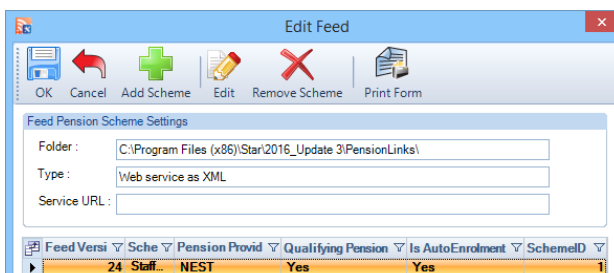 Edit Feed
OK Cancel Add Scheme Edit Remove Scheme Print Form
Feed Pension Scheme Settings
Folder : C:\Program Files (x86)\Star\2016_Update 3\PensionLinks\
Type : Web service as XML
Service URL :
Feed Versi Sche Pension Provid Qualifying Pension Is AutoEnrolment SchemeID
24 Staff... NEST Yes Yes 1